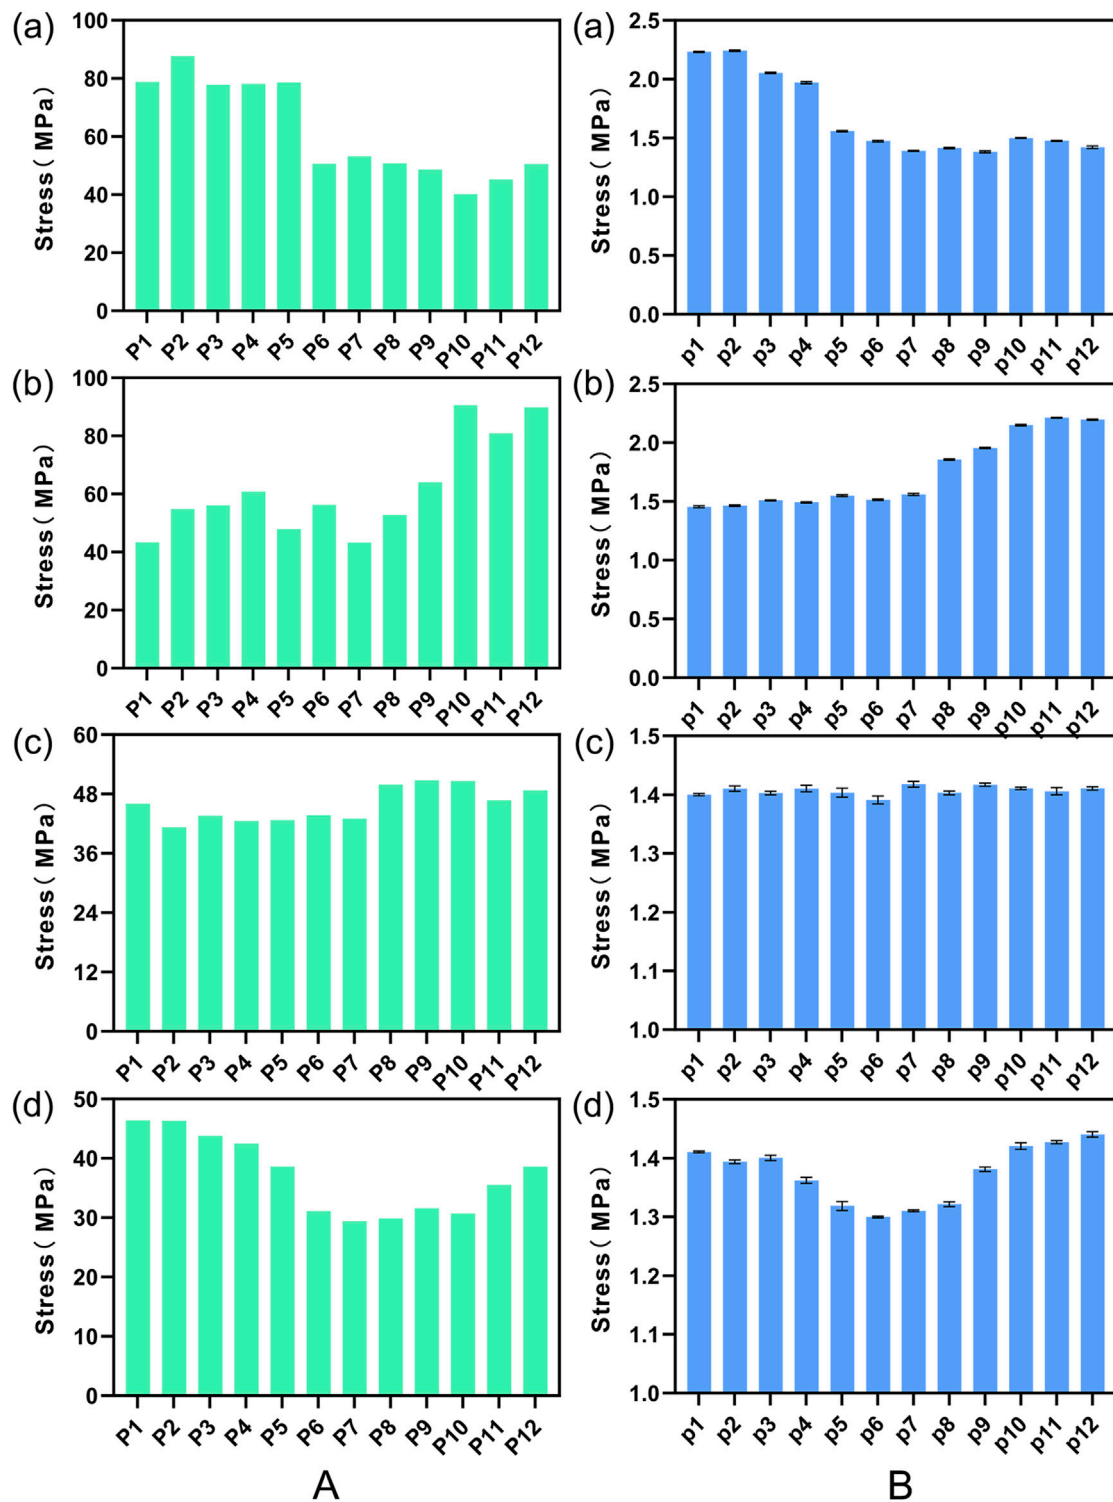 (a)
Stress( MPa)
100
80
60
40
20
0
P1 P2 P3 P4 P5 P6 P7 P8 P9 P10 P11 P12
(a)
Stress( MPa)
2.5
2.0
1.5
1.0
0.5
0.0
p1 p2 p3 p4 p5 p6 p7 p8 p9 p10 p11 p12
(b)
Stress( MPa)
100
80
60
40
20
0
P1 P2 P3 P4 P5 P6 P7 P8 P9 P10 P11 P12
(b)
Stress( MPa)
2.5
2.0
1.5
1.0
0.5
0.0
p1 p2 p3 p4 p5 p6 p7 p8 p9 p10 p11 p12
(c)
Stress( MPa)
60
48
36
24
12
0
P1 P2 P3 P4 P5 P6 P7 P8 P9 P10 P11 P12
(c)
Stress( MPa)
1.5
1.4
1.3
1.2
1.1
1.0
p1 p2 p3 p4 p5 p6 p7 p8 p9 p10 p11 p12
(d)
Stress( MPa)
50
40
30
20
10
0
P1 P2 P3 P4 P5 P6 P7 P8 P9 P10 P11 P12
(d)
Stress( MPa)
1.5
1.4
1.3
1.2
1.1
1.0
p1 p2 p3 p4 p5 p6 p7 p8 p9 p10 p11 p12
A
B